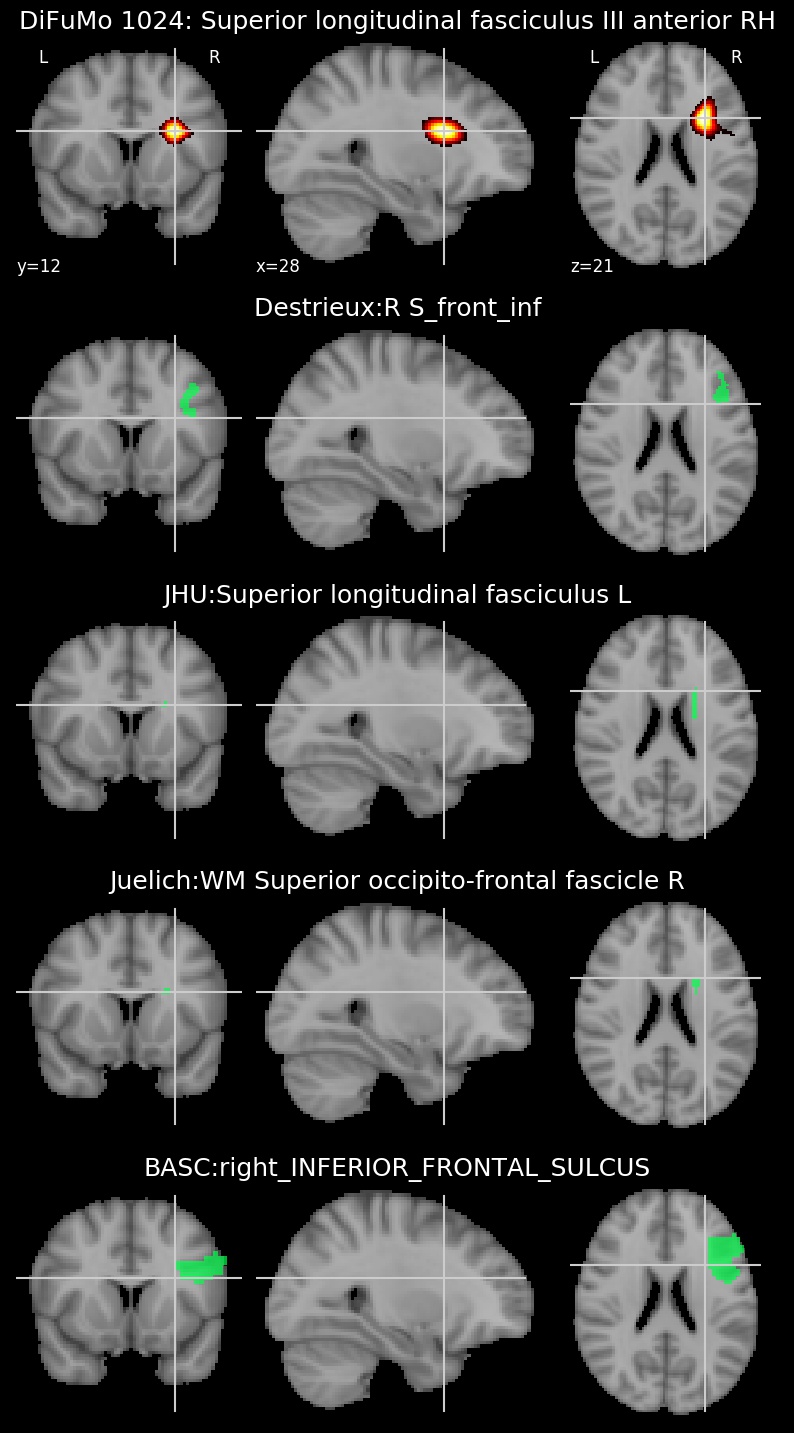 DiFuMo 1024: Superior longitudinal fasciculus III anterior RH
L R L R
y=12 x=28 z=21
Destrieux:R S_front_inf
JHU:Superior longitudinal fasciculus L
Juelich:WM Superior occipito-frontal fascicle R
BASC:right_INFERIOR_FRONTAL_SULCUS